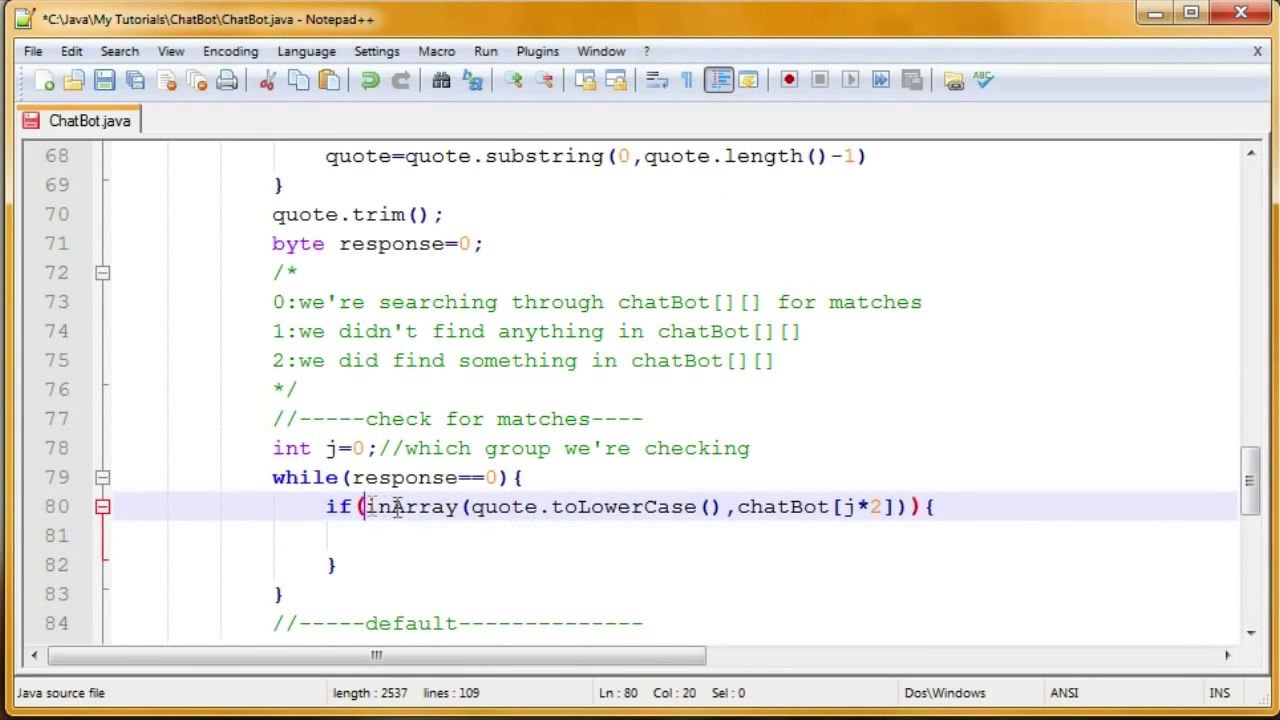 *C:\Java\My Tutorials\ChatBot\ChatBot.java - Notepad++
File Edit Search View Encoding Language Settings Macro Run Plugins Window ? X
ABC
ChatBot.java
68 quote=quote.substring(0,quote.length()-1)
69 }
70 quote.trim();
71 byte response=0;
72 /*
73 0:we're searching through chatBot[][] for matches
74 1:we didn't find anything in chatBot[][]
75 2:we did find something in chatBot[][]
76 */
77 //-----check for matches----
78 int j=0;//which group we're checking
79 while(response==0){
80 if(inArray(quote.toLowerCase(),chatBot[j*2])){
81
82 }
83 }
84 //-----default--------------
Java source file length : 2537 lines : 109 Ln : 80 Col : 20 Sel : 0 Dos\Windows ANSI INS